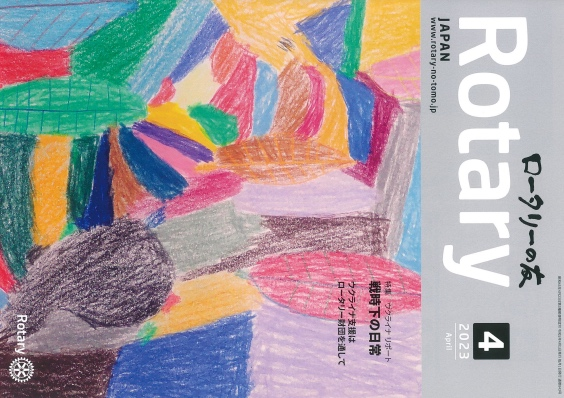 Rotary
ロータリーの友
JAPAN
www.rotary-no-tomo.jp
4
2023
April
特集 ウクライナ リポート
戦時下の日常
ウクライナ支援は
ロータリー財団を通して
Rotary